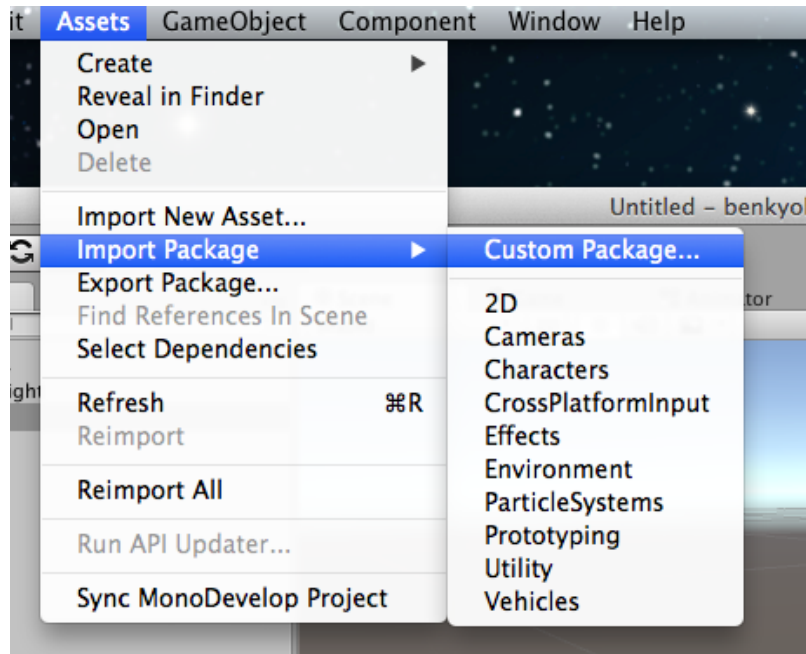 it Assets GameObject Component Window Help
Create
Reveal in Finder
Open
Delete
Untitled – benkyo
Import New Asset...
Import Package
Export Package...
Find References In Scene
Select Dependencies
Refresh ⌘R
Reimport
Reimport All
Run API Updater...
Sync MonoDevelop Project
Custom Package...
2D
Cameras
Characters
CrossPlatformInput
Effects
Environment
ParticleSystems
Prototyping
Utility
Vehicles
tor
ight